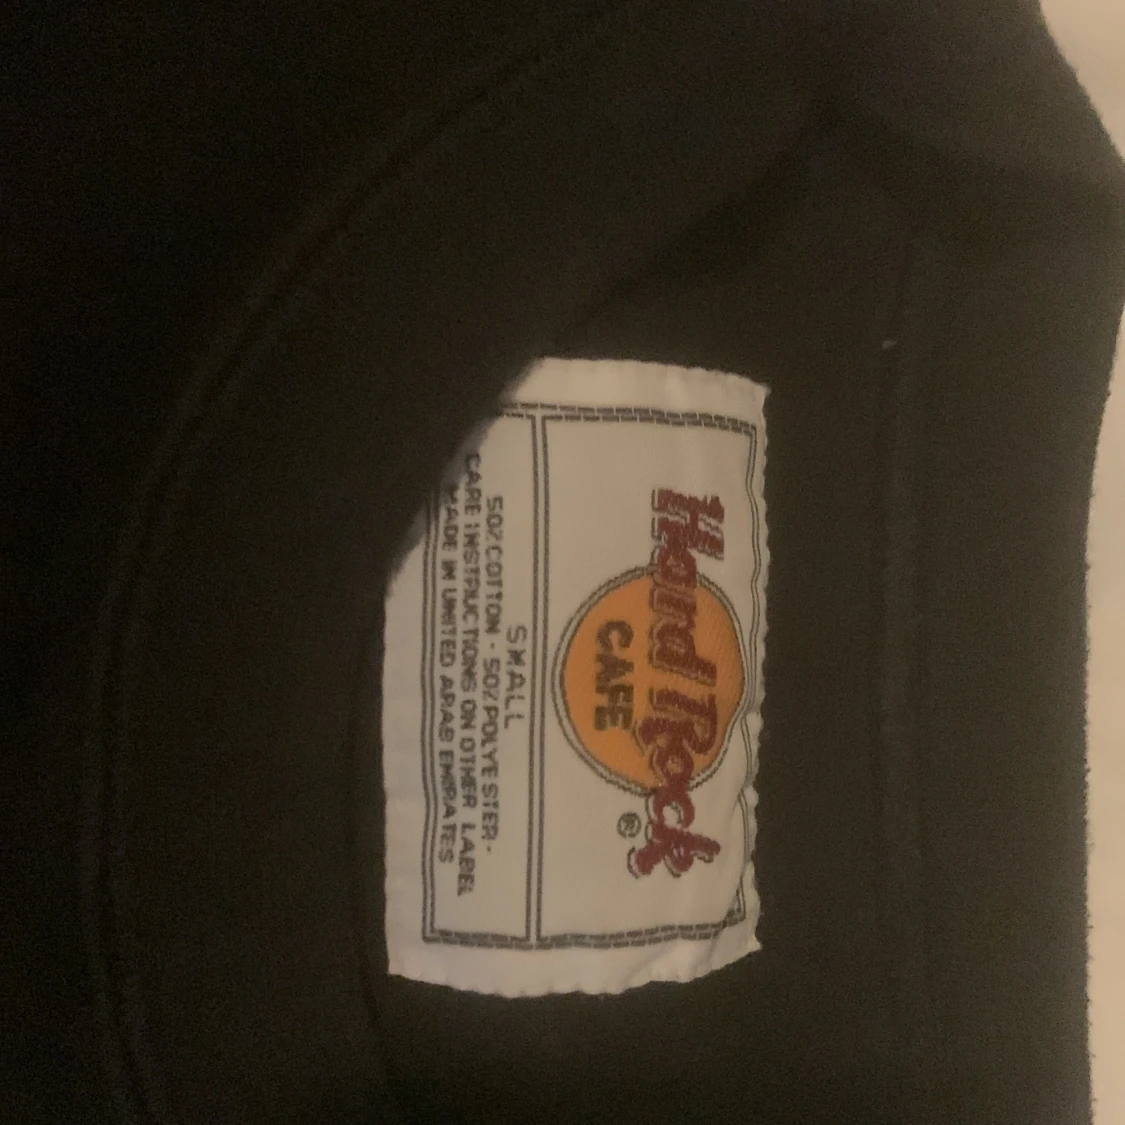 Hard Rock
CAFE
®
SMALL
50% COTTON - 50% POLYESTER -
CARE INSTRUCTIONS ON OTHER LABEL
MADE IN UNITED ARAB EMIRATES